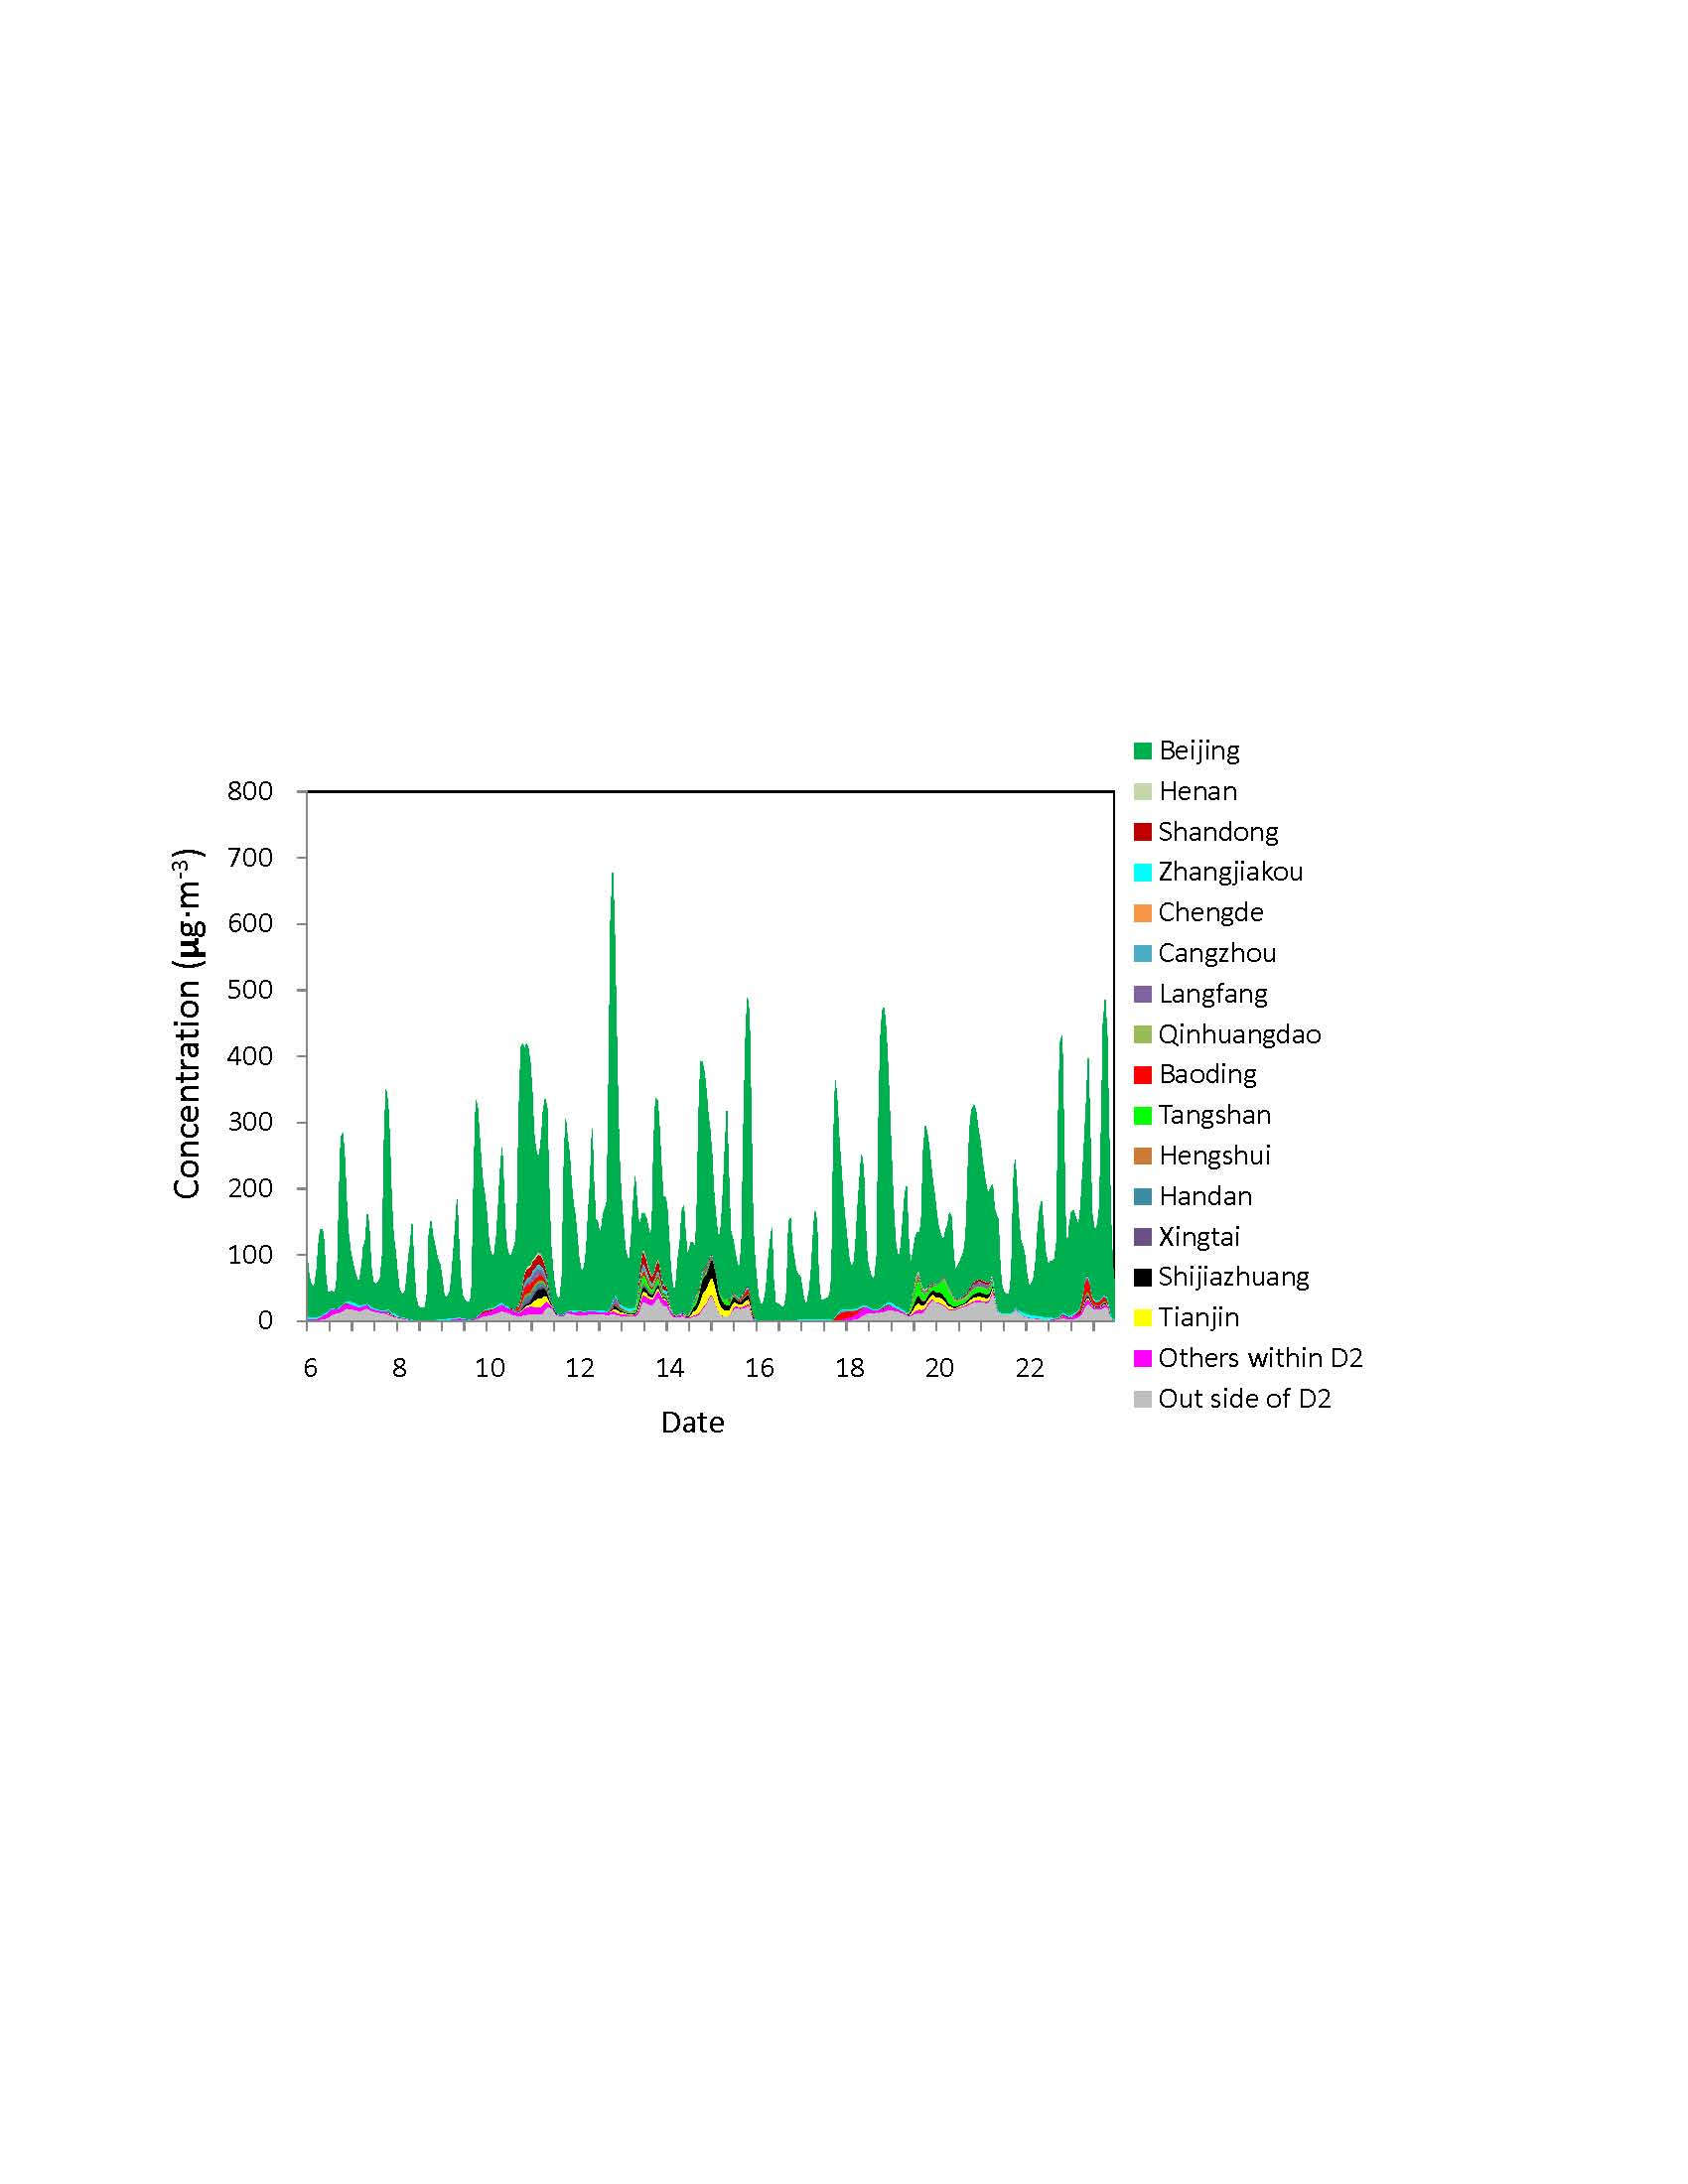 Beijing
Henan
Shandong
Zhangjiakou
Chengde
Cangzhou
Langfang
Qinhuangdao
Baoding
Tangshan
Hengshui
Handan
Xingtai
Shijiazhuang
Tianjin
Others within D2
Out side of D2
800
700
600
500
400
300
200
100
0
Concentration (µg·m-3)
6 8 10 12 14 16 18 20 22
Date